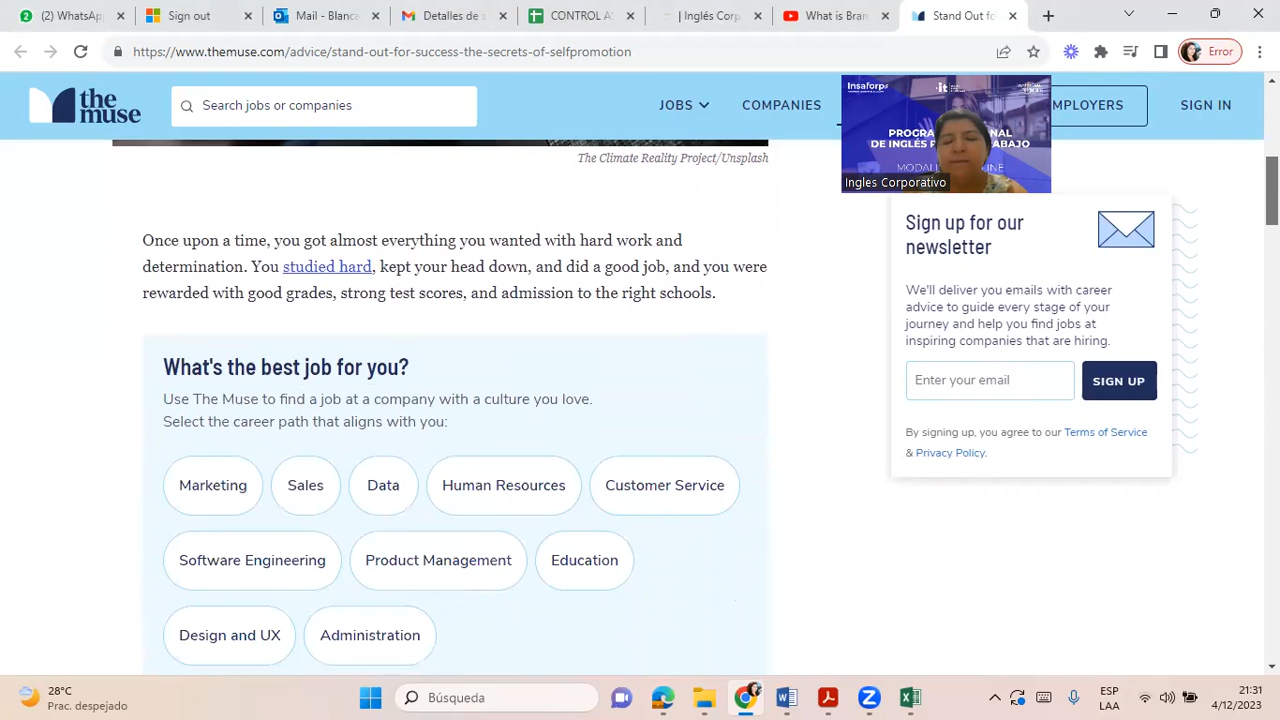 WhatsA
Sign out
Mail - Blance
Detalles de s
CONTROL A
| Inglés Corp
What is Bran
Stand Out fo
https://www.themuse.com/advice/stand-out-for-success-the-secrets-of-selfpromotion
Error
the muse
Search jobs or companies
JOBS
COMPANIES
MPLOYERS
SIGN IN
Insaforp
it
PROGRA NAL
DE INGLÉS P ABAJO
MODALI LINE
Ingles Corporativo
The Climate Reality Project/Unsplash
Once upon a time, you got almost everything you wanted with hard work and
determination. You studied hard, kept your head down, and did a good job, and you were
rewarded with good grades, strong test scores, and admission to the right schools.
What's the best job for you?
Use The Muse to find a job at a company with a culture you love.
Select the career path that aligns with you:
Marketing
Sales
Data
Human Resources
Customer Service
Software Engineering
Product Management
Education
Design and UX
Administration
Sign up for our
newsletter
We'll deliver you emails with career
advice to guide every stage of your
journey and help you find jobs at
inspiring companies that are hiring.
Enter your email
SIGN UP
By signing up, you agree to our Terms of Service
& Privacy Policy.
28°C
Prac. despejado
Búsqueda
ESP
LAA
21:31
4/12/2023